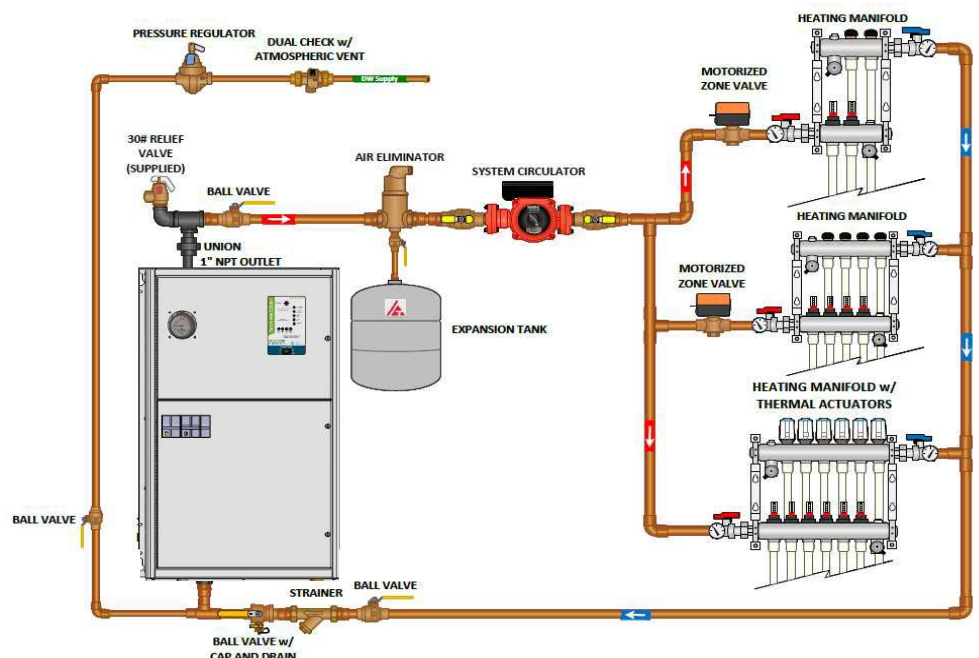 HEATING MANIFOLD
PRESSURE REGULATOR
DUAL CHECK w/
ATMOSPHERIC VENT
DW Supply
MOTORIZED
ZONE VALVE
30# RELIEF
VALVE
(SUPPLIED)
AIR ELIMINATOR
BALL VALVE
SYSTEM CIRCULATOR
HEATING MANIFOLD
UNION
1" NPT OUTLET
MOTORIZED
ZONE VALVE
EXPANSION TANK
HEATING MANIFOLD w/
THERMAL ACTUATORS
BALL VALVE
STRAINER
BALL VALVE
BALL VALVE w/
CAP AND DRAIN